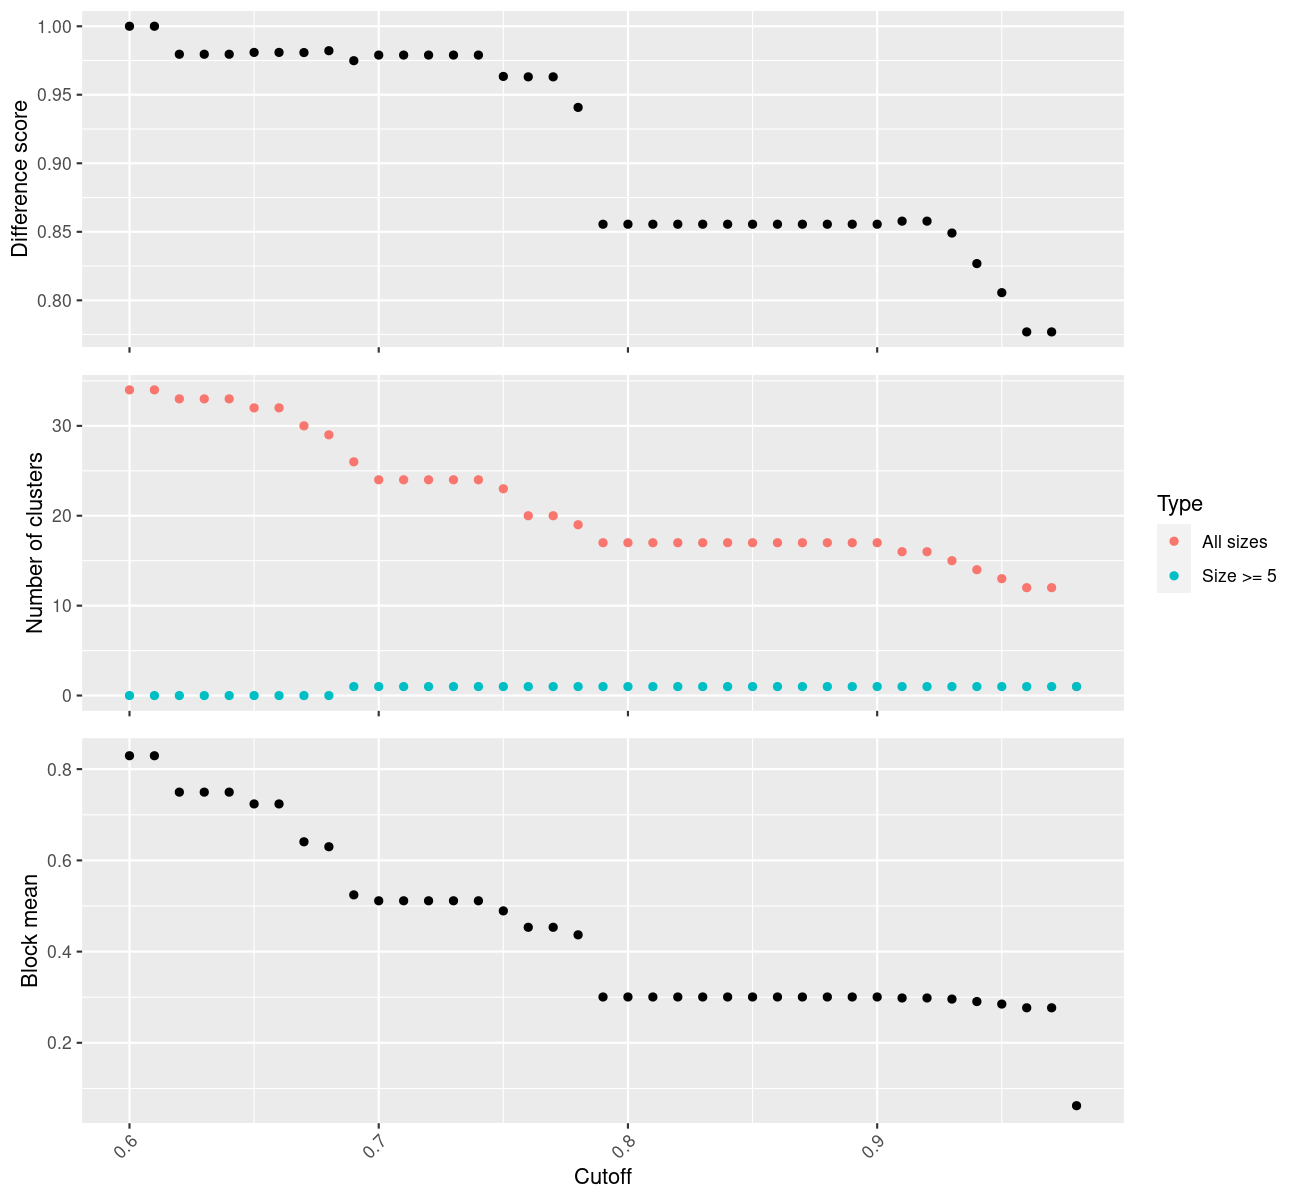 Difference score
1.00
0.95
0.90
0.85
0.80
Number of clusters
30
20
10
0
Type
All sizes
Size >= 5
Block mean
0.8
0.6
0.4
0.2
0.6 0.7 0.8 0.9
Cutoff